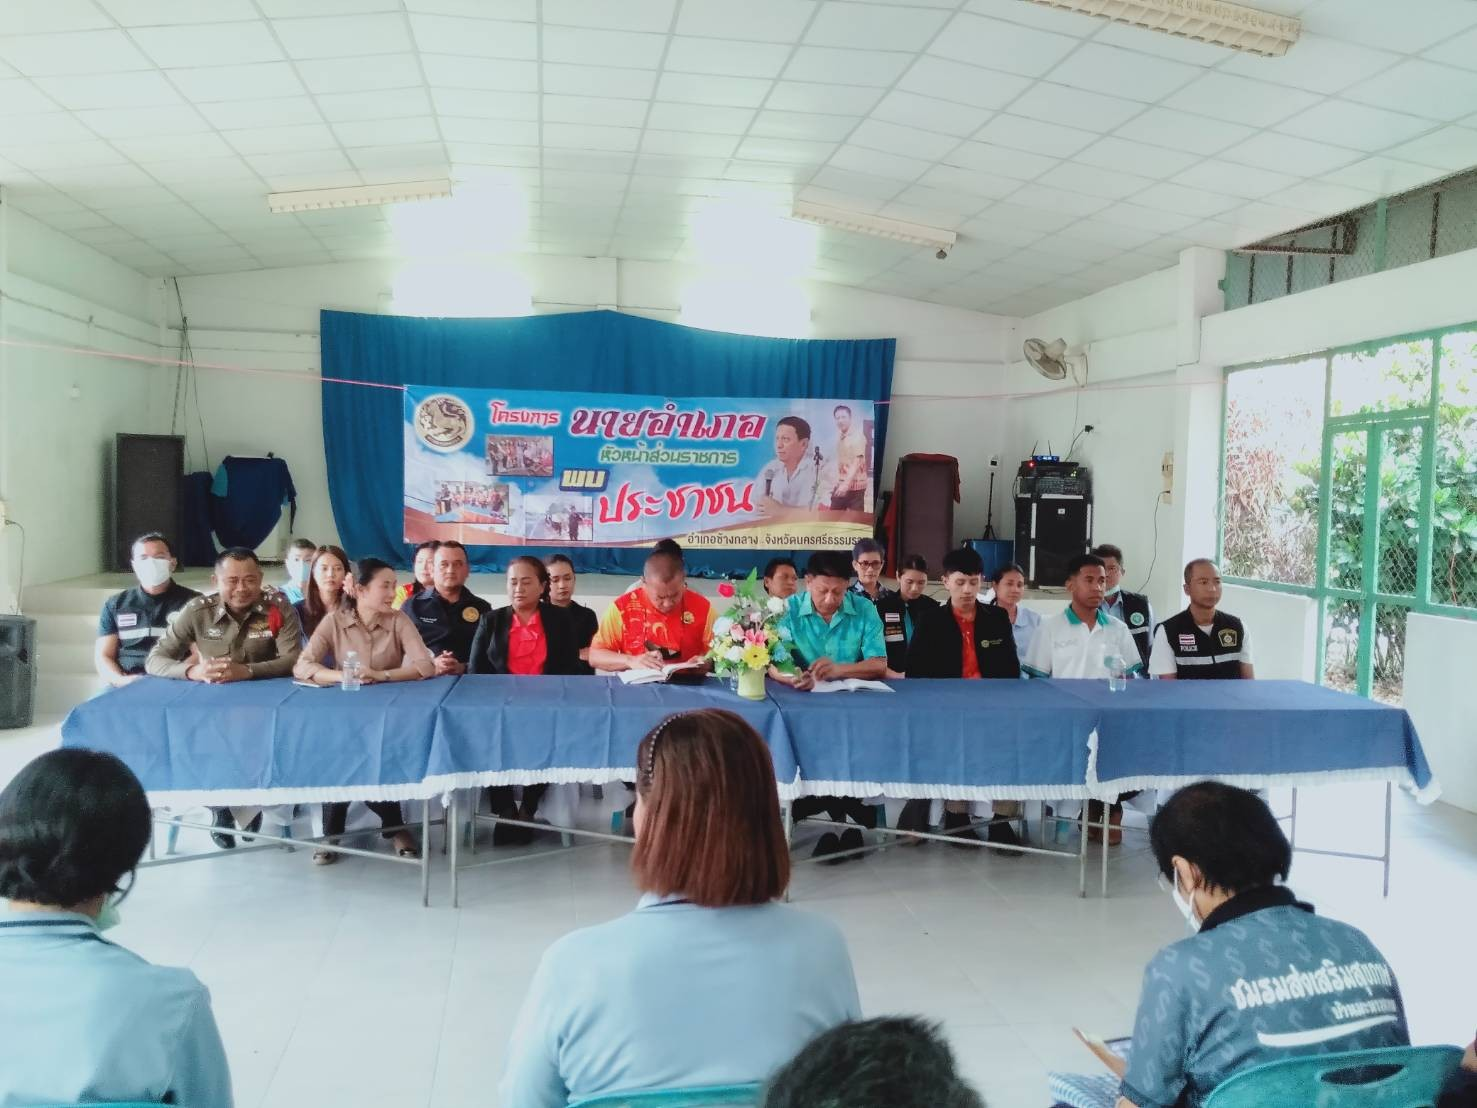 โครงการ นายอำเภอ
หัวหน้าส่วนราชการ
พบ
ประชาชน
อำเภอช้างกลาง จังหวัดนครศรีธรรมราช
POLICE
ชมรมส่งเสริมสุขภาพ